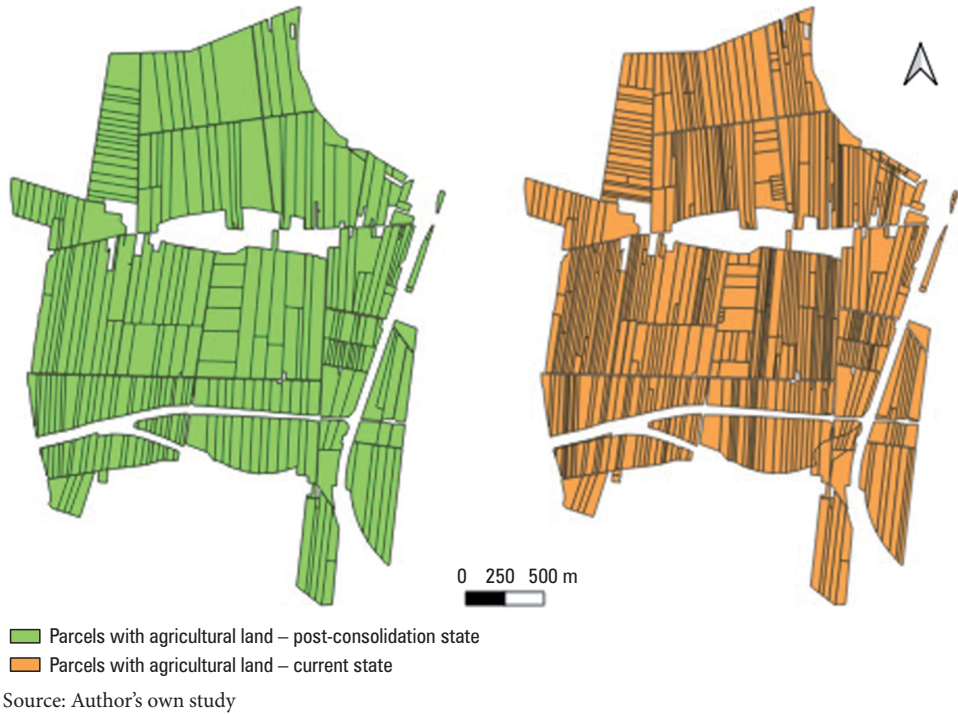 0 250 500 m
Parcels with agricultural land – post-consolidation state
Parcels with agricultural land – current state
Source: Author's own study